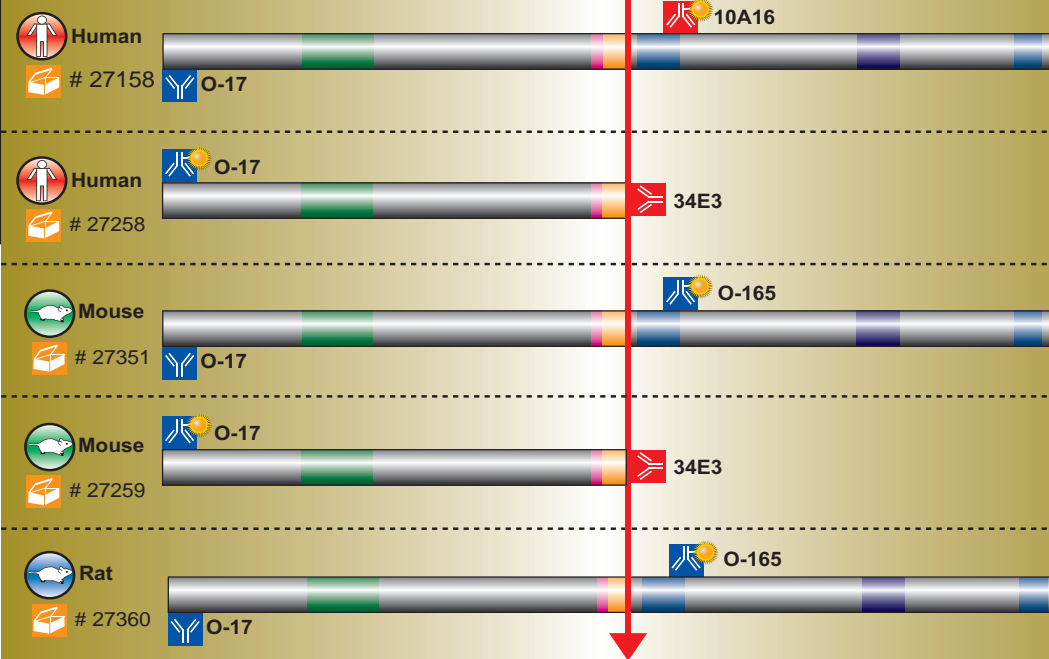 10A16
Human
# 27158
O-17
O-17
Human
34E3
# 27258
O-165
Mouse
# 27351
O-17
O-17
Mouse
34E3
# 27259
O-165
Rat
# 27360
O-17